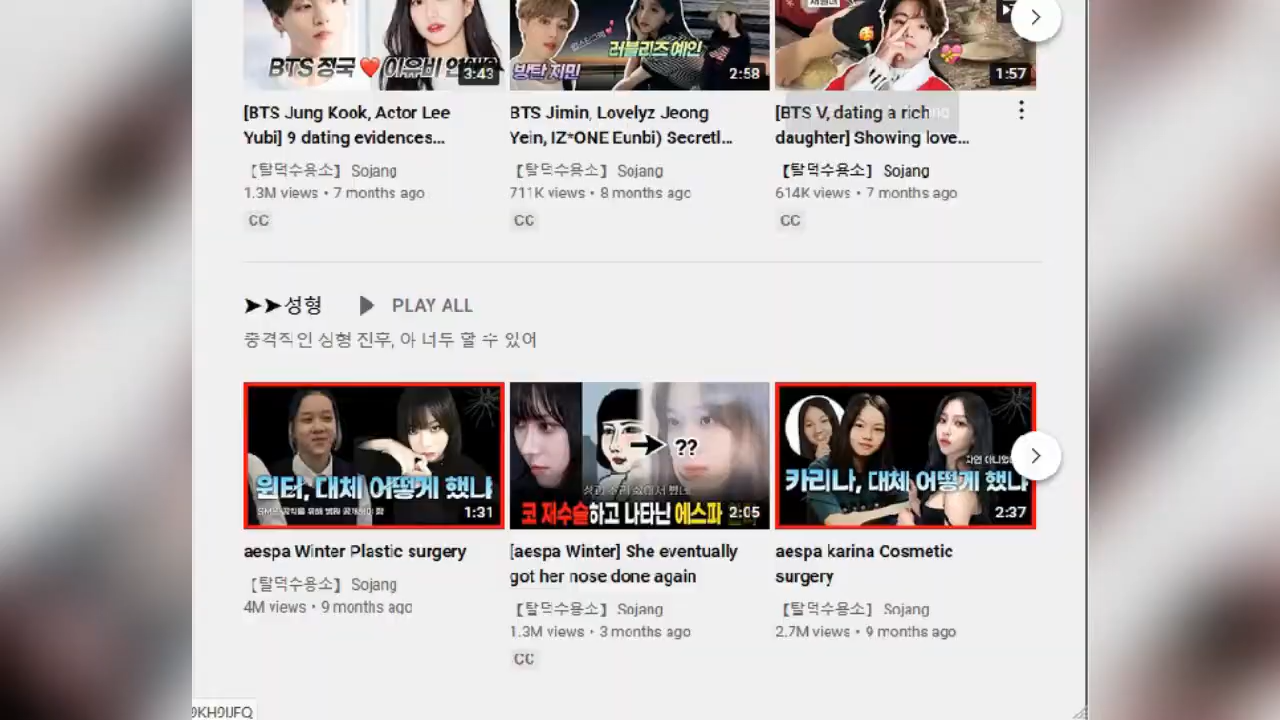 BTS 정국 ❤ 이유비
3:43
방탄 지민
러블리즈 예인
2:58
1:57
[BTS Jung Kook, Actor Lee
Yubi] 9 dating evidences...
【탈덕수용소】 Sojang
1.3M views • 7 months ago
CC
BTS Jimin, Lovelyz Jeong
Yein, IZ*ONE Eunbi) Secretl...
【탈덕수용소】 Sojang
711K views • 8 months ago
CC
[BTS V, dating a rich
daughter] Showing love...
【탈덕수용소】 Sojang
614K views • 7 months ago
CC
➤➤성형
PLAY ALL
충격적인 성형 전후, 아 너두 할 수 있어
윈터, 대체 어떻게 했나
1:31
??
코 재수술하고 나타난 에스파
2:05
카리나, 대체 어떻게 했나
2:37
aespa Winter Plastic surgery
【탈덕수용소】 Sojang
4M views • 9 months ago
[aespa Winter] She eventually
got her nose done again
【탈덕수용소】 Sojang
1.3M views • 3 months ago
CC
aespa karina Cosmetic
surgery
【탈덕수용소】 Sojang
2.7M views • 9 months ago